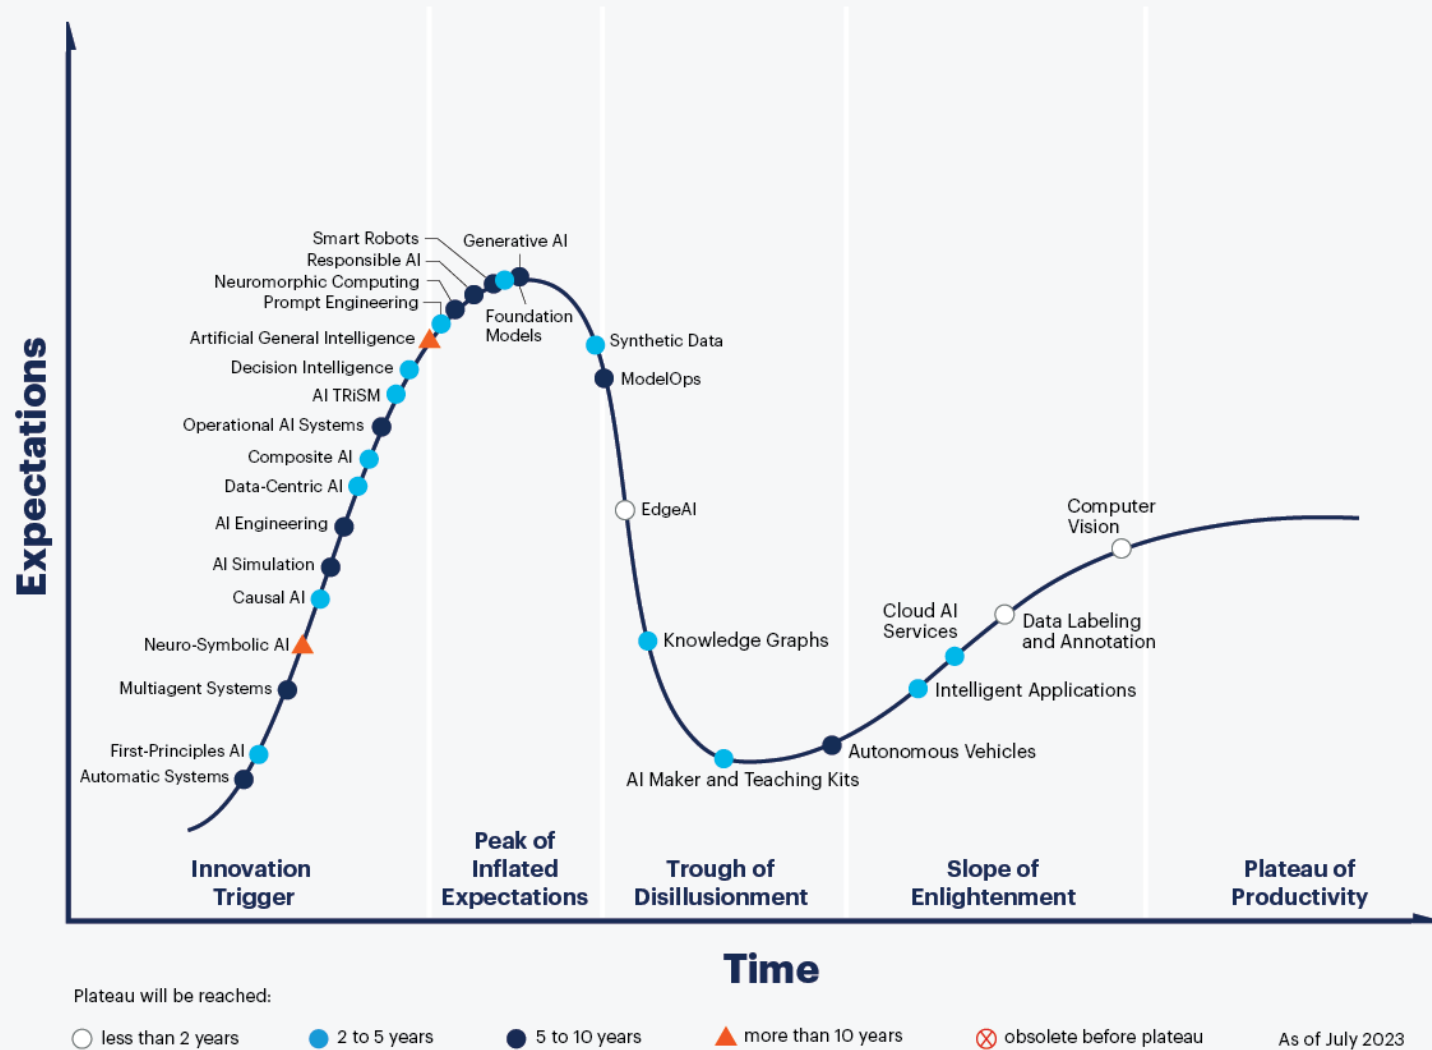 Expectations
Smart Robots
Generative AI
Responsible AI
Neuromorphic Computing
Prompt Engineering
Foundation
Models
Artificial General Intelligence
Synthetic Data
Decision Intelligence
ModelOps
AI TRiSM
Operational AI Systems
Composite AI
Data-Centric AI
EdgeAI
AI Engineering
AI Simulation
Causal AI
Neuro-Symbolic AI
Multiagent Systems
First-Principles AI
Automatic Systems
Knowledge Graphs
AI Maker and Teaching Kits
Autonomous Vehicles
Intelligent Applications
Cloud AI
Services
Data Labeling
and Annotation
Computer
Vision
Innovation
Trigger
Peak of
Inflated
Expectations
Trough of
Disillusionment
Slope of
Enlightenment
Plateau of
Productivity
Time
Plateau will be reached:
less than 2 years
2 to 5 years
5 to 10 years
more than 10 years
obsolete before plateau
As of July 2023